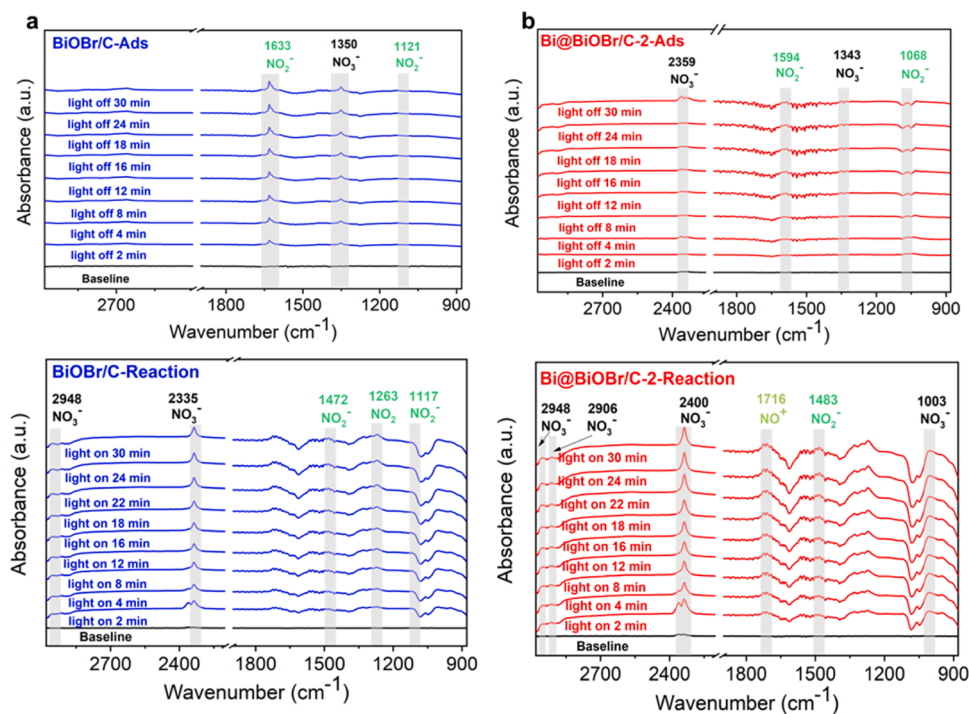 a
BiOBr/C-Ads
1633
NO₂⁻
1350
NO₃⁻
1121
NO₂⁻
light off 30 min
light off 24 min
light off 18 min
light off 16 min
light off 12 min
light off 8 min
light off 4 min
light off 2 min
Baseline
Absorbance (a.u.)
2700 1800 1500 1200 900
Wavenumber (cm⁻¹)
b
Bi@BiOBr/C-2-Ads
2359
NO₃⁻
1594
NO₂⁻
1343
NO₃⁻
1068
NO₂⁻
light off 30 min
light off 24 min
light off 18 min
light off 16 min
light off 12 min
light off 8 min
light off 4 min
light off 2 min
Baseline
Absorbance (a.u.)
2700 2400 1800 1500 1200 900
Wavenumber (cm⁻¹)
BiOBr/C-Reaction
2948
NO₃⁻
2335
NO₃⁻
1472
NO₂⁻
1263
NO₂
1117
NO₂⁻
light on 30 min
light on 24 min
light on 22 min
light on 18 min
light on 16 min
light on 12 min
light on 8 min
light on 4 min
light on 2 min
Baseline
Absorbance (a.u.)
2700 2400 1500 1200 900
Wavenumber (cm⁻¹)
Bi@BiOBr/C-2-Reaction
2948 2906
NO₃⁻ NO₃⁻
2400
NO₃⁻
1716
NO⁺
1483
NO₂⁻
1003
NO₃⁻
light on 30 min
light on 24 min
light on 22 min
light on 18 min
light on 16 min
light on 12 min
light on 8 min
light on 4 min
light on 2 min
Baseline
Absorbance (a.u.)
2700 2400 1800 1500 1200 900
Wavenumber (cm⁻¹)